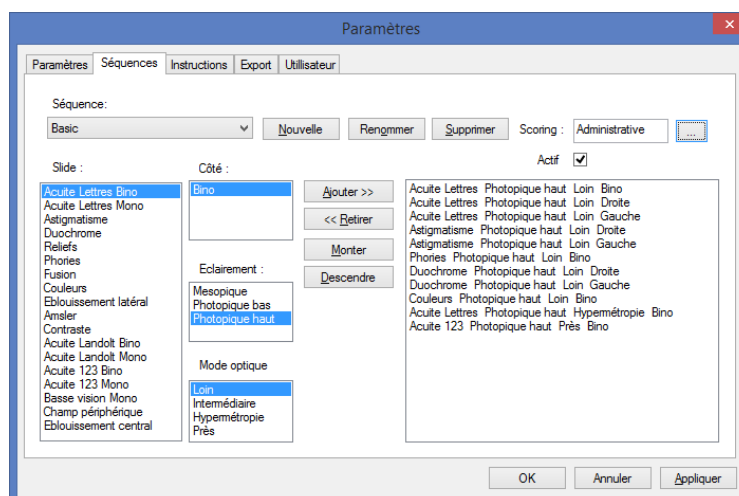 Paramètres
Paramètres Séquences Instructions Export Utilisateur
Séquence:
Basic Nouvelle Renommer Supprimer Scoring : Administrative ...
Actif
Slide :
Acuite Lettres Bino
Acuite Lettres Mono
Astigmatisme
Duochrome
Reliefs
Phories
Fusion
Couleurs
Eblouissement latéral
Amsler
Contraste
Acuite Landolt Bino
Acuite Landolt Mono
Acuite 123 Bino
Acuite 123 Mono
Basse vision Mono
Champ périphérique
Eblouissement central
Côté :
Bino
Eclairement :
Mesopique
Photopique bas
Photopique haut
Mode optique
Loin
Intermédiaire
Hypermétropie
Près
Ajouter >>
<< Retirer
Monter
Descendre
Acuite Lettres Photopique haut Loin Bino
Acuite Lettres Photopique haut Loin Droite
Acuite Lettres Photopique haut Loin Gauche
Astigmatisme Photopique haut Loin Droite
Astigmatisme Photopique haut Loin Gauche
Phories Photopique haut Loin Bino
Duochrome Photopique haut Loin Droite
Duochrome Photopique haut Loin Gauche
Couleurs Photopique haut Loin Bino
Acuite Lettres Photopique haut Hypermétropie Bino
Acuite 123 Photopique haut Près Bino
OK Annuler Appliquer